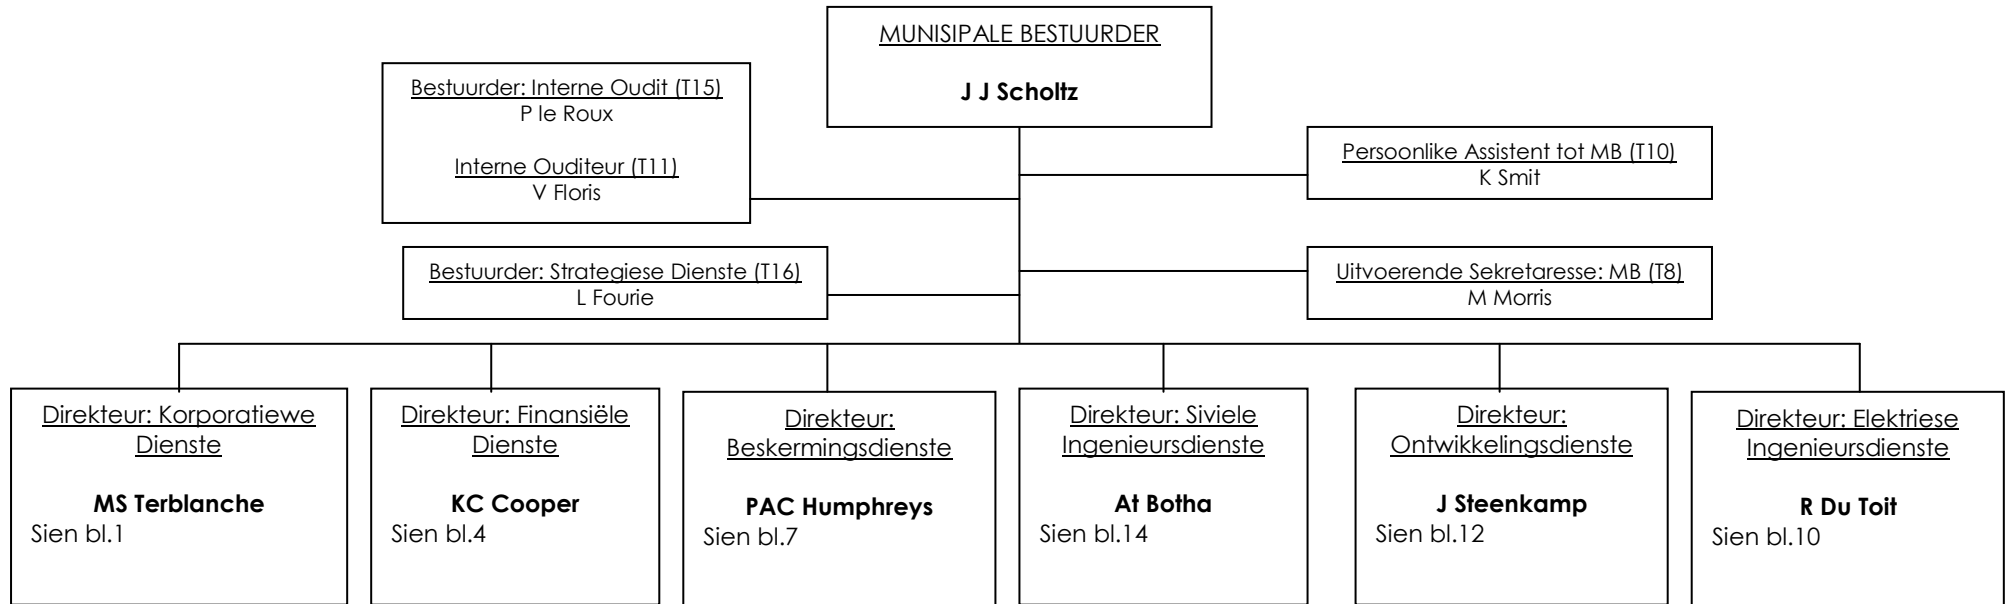 MUNISIPALE BESTUURDER
J J Scholtz
Bestuurder: Interne Oudit (T15)
P le Roux
Interne Ouditeur (T11)
V Floris
Persoonlike Assistent tot MB (T10)
K Smit
Bestuurder: Strategiese Dienste (T16)
L Fourie
Uitvoerende Sekretaresse: MB (T8)
M Morris
Direkteur: Korporatiewe
Dienste
MS Terblanche
Sien bl.1
Direkteur: Finansiële
Dienste
KC Cooper
Sien bl.4
Direkteur:
Beskermingsdienste
PAC Humphreys
Sien bl.7
Direkteur: Siviele
Ingenieursdienste
At Botha
Sien bl.14
Direkteur:
Ontwikkelingsdienste
J Steenkamp
Sien bl.12
Direkteur: Elektriese
Ingenieursdienste
R Du Toit
Sien bl.10